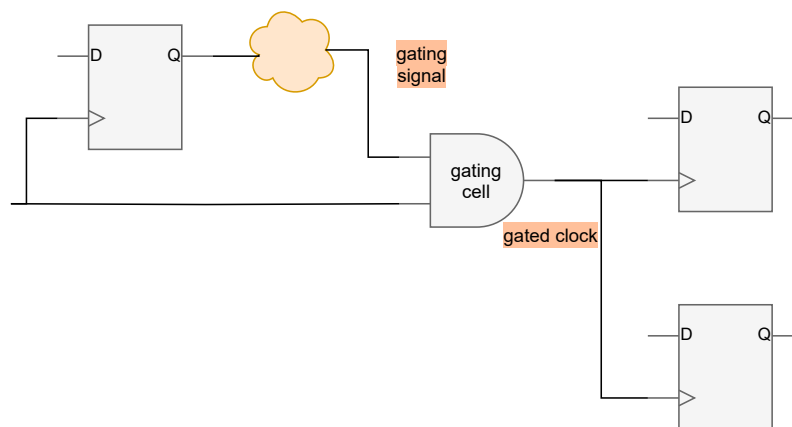 D Q
gating
signal
D Q
gating
cell
gated clock
D Q